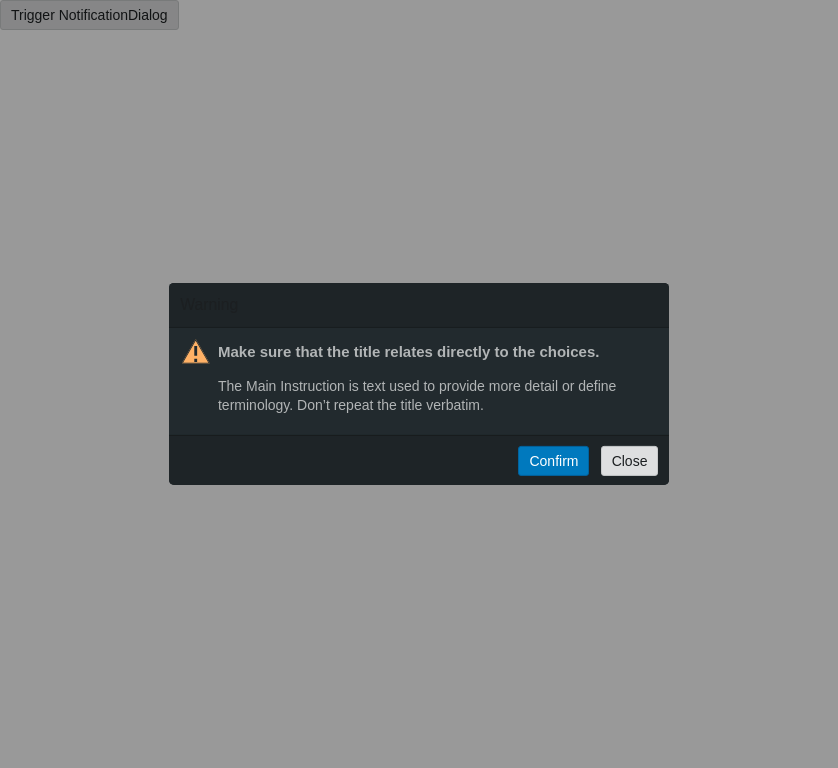 Trigger NotificationDialog
Warning
Make sure that the title relates directly to the choices.
The Main Instruction is text used to provide more detail or define
terminology. Don’t repeat the title verbatim.
Confirm Close